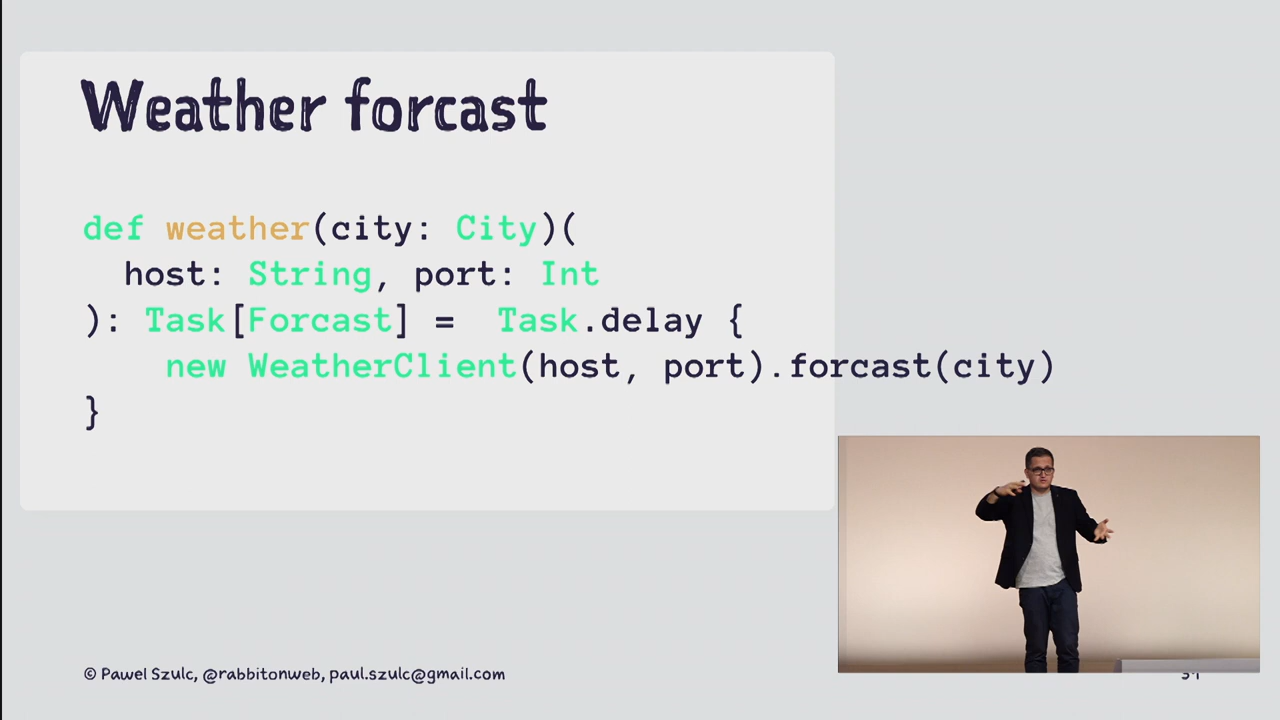 Weather forcast
def weather(city: City)(
  host: String, port: Int
): Task[Forcast] =  Task.delay {
    new WeatherClient(host, port).forcast(city)
}
© Pawel Szulc, @rabbitonweb, paul.szulc@gmail.com